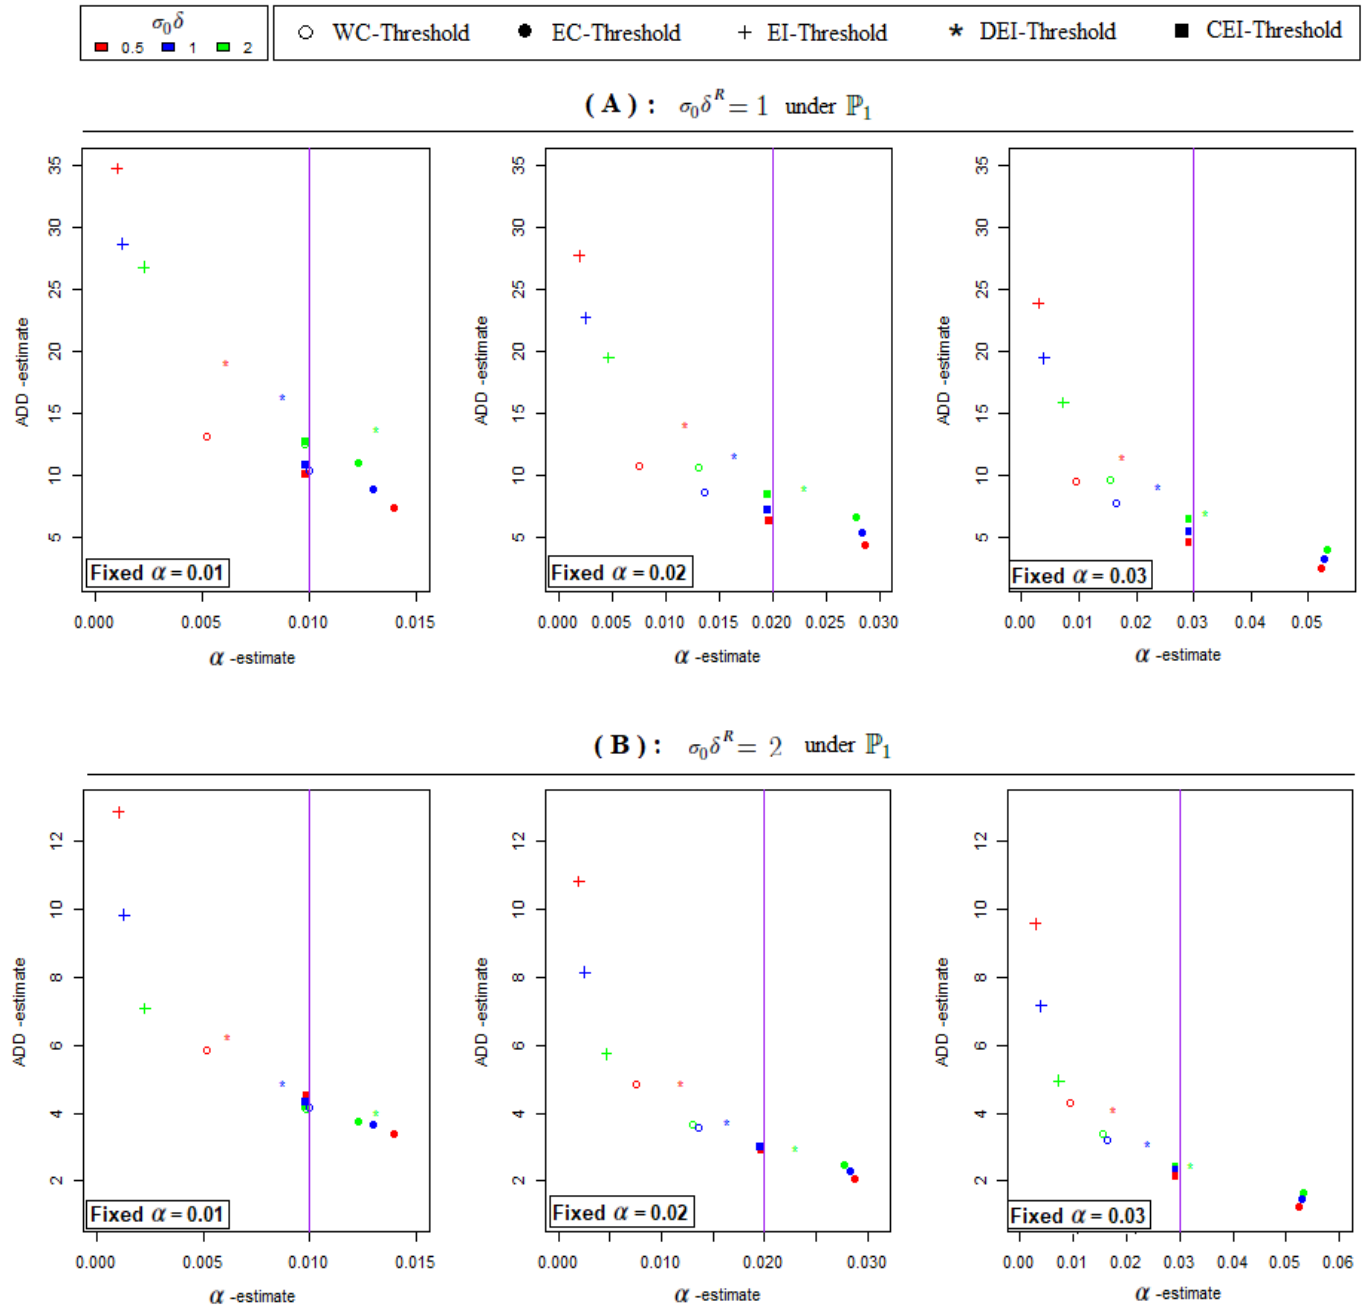 σ₀δ
0.5 1 2
WC-Threshold EC-Threshold EI-Threshold DEI-Threshold CEI-Threshold
(A): σ₀δᴿ = 1 under ℙ₁
35
30
25
20
15
10
5
ADD -estimate
Fixed α = 0.01
0.000 0.005 0.010 0.015
α -estimate
35
30
25
20
15
10
5
ADD -estimate
Fixed α = 0.02
0.000 0.005 0.010 0.015 0.020 0.025 0.030
α -estimate
35
30
25
20
15
10
5
ADD -estimate
Fixed α = 0.03
0.00 0.01 0.02 0.03 0.04 0.05
α -estimate
(B): σ₀δᴿ = 2 under ℙ₁
12
10
8
6
4
2
ADD -estimate
Fixed α = 0.01
0.000 0.005 0.010 0.015
α -estimate
12
10
8
6
4
2
ADD -estimate
Fixed α = 0.02
0.000 0.010 0.020 0.030
α -estimate
12
10
8
6
4
2
ADD -estimate
Fixed α = 0.03
0.00 0.01 0.02 0.03 0.04 0.05 0.06
α -estimate